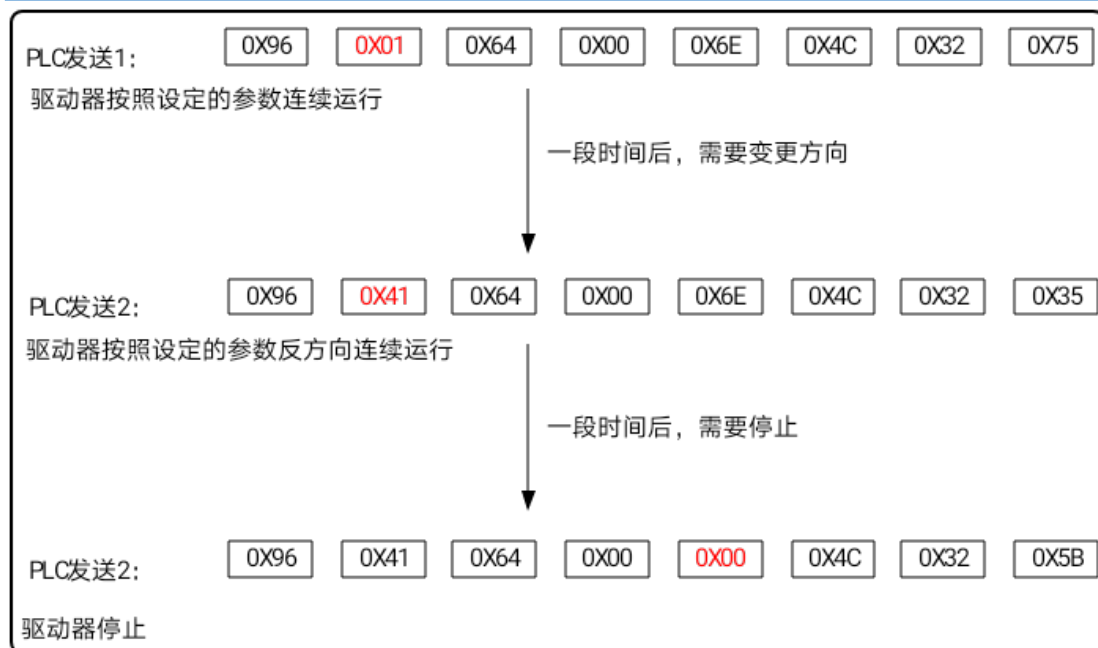 PLC发送1: 0X96 0X01 0X64 0X00 0X6E 0X4C 0X32 0X75
驱动器按照设定的参数连续运行
一段时间后，需要变更方向
PLC发送2: 0X96 0X41 0X64 0X00 0X6E 0X4C 0X32 0X35
驱动器按照设定的参数反方向连续运行
一段时间后，需要停止
PLC发送2: 0X96 0X41 0X64 0X00 0X00 0X4C 0X32 0X5B
驱动器停止